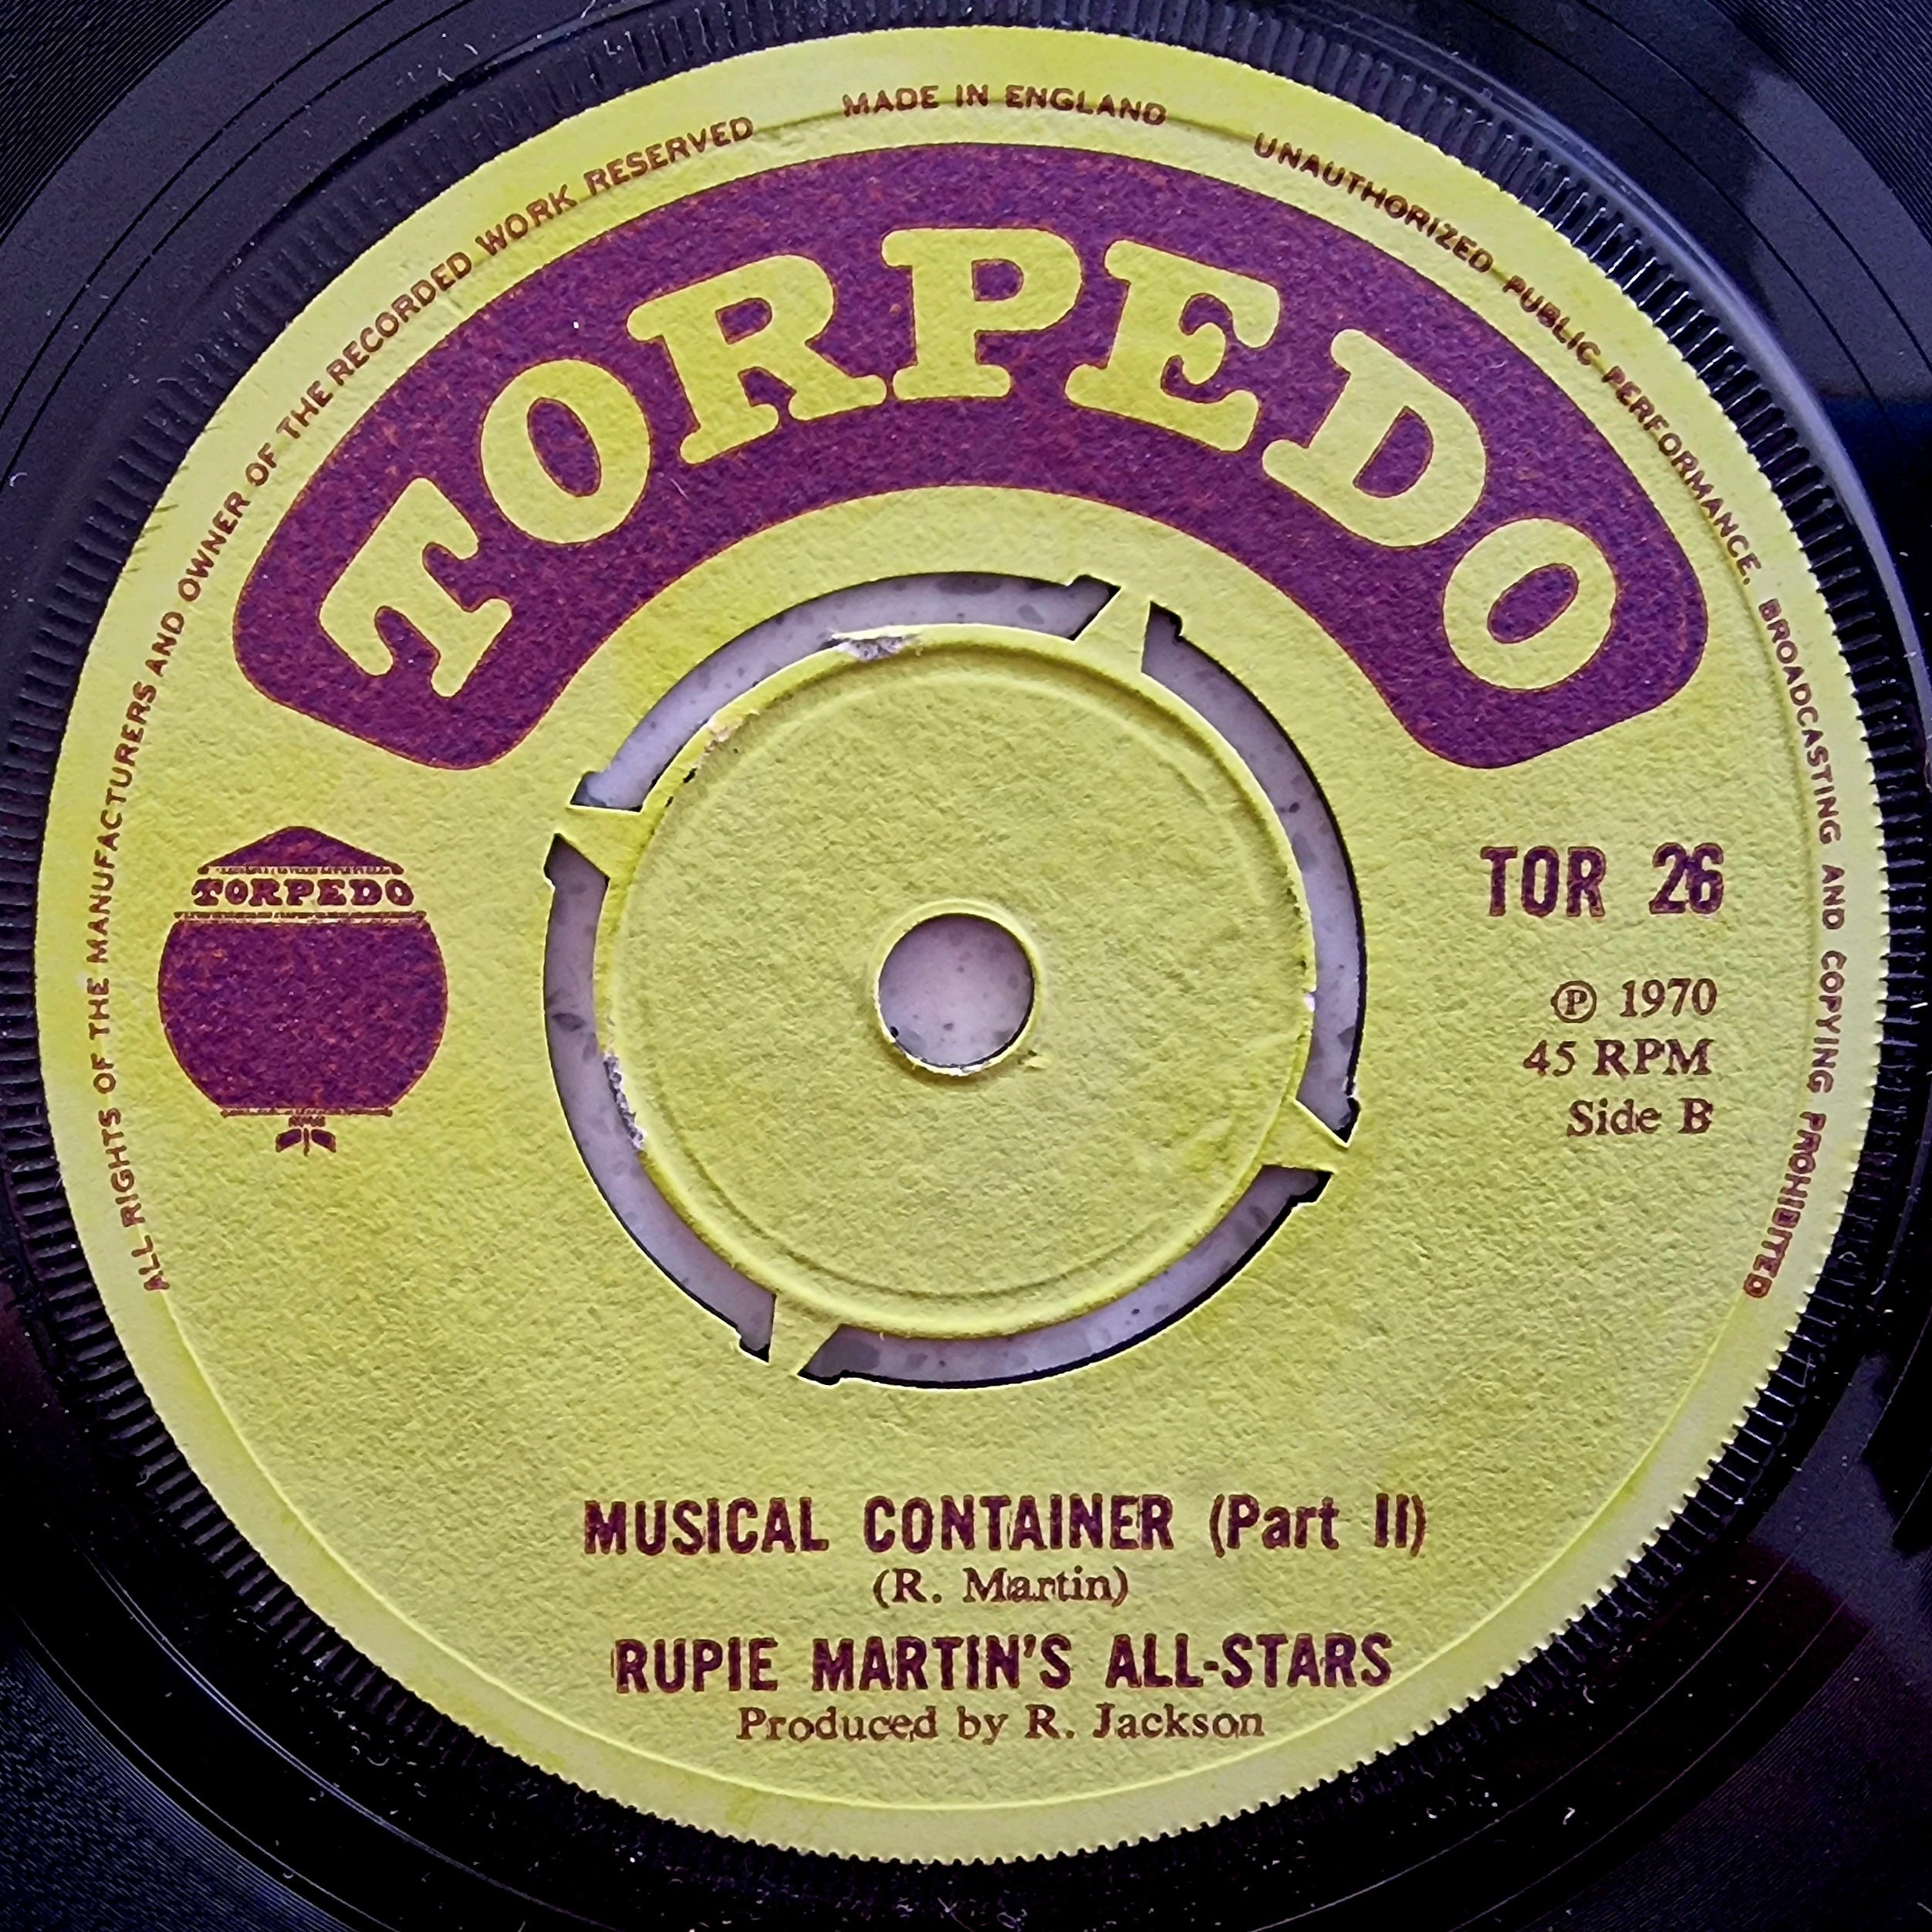 ALL RIGHTS OF THE MANUFACTURERS AND OWNER OF THE RECORDED WORK RESERVED
MADE IN ENGLAND
UNAUTHORIZED PUBLIC PERFORMANCE. BROADCASTING AND COPYING PROHIBITED
TORPEDO
TORPEDO
TOR 26
℗ 1970
45 RPM
Side B
MUSICAL CONTAINER (Part II)
(R. Martin)
RUPIE MARTIN'S ALL-STARS
Produced by R. Jackson